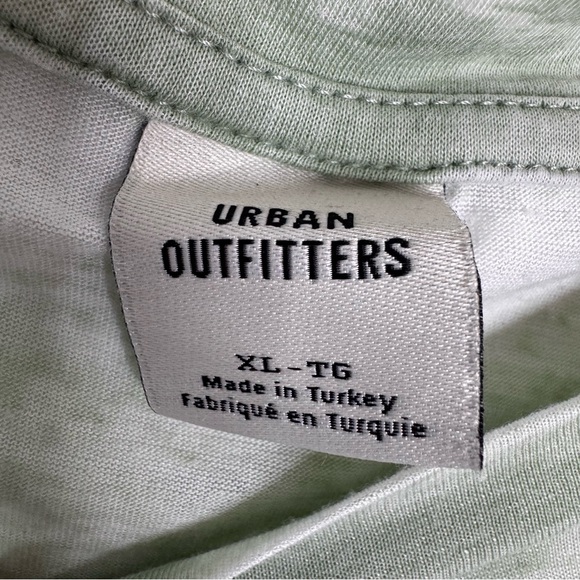 URBAN
OUTFITTERS
XL-TG
Made in Turkey
Fabriqué en Turquie